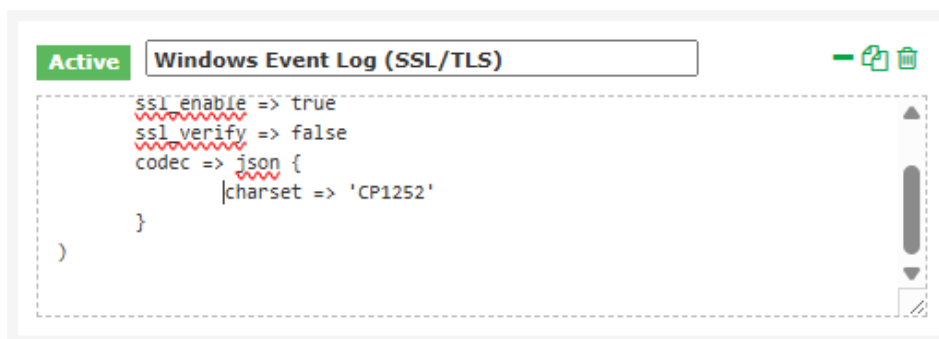 Active Windows Event Log (SSL/TLS)
ssl_enable => true
ssl_verify => false
codec => json {
charset => 'CP1252'
}
)